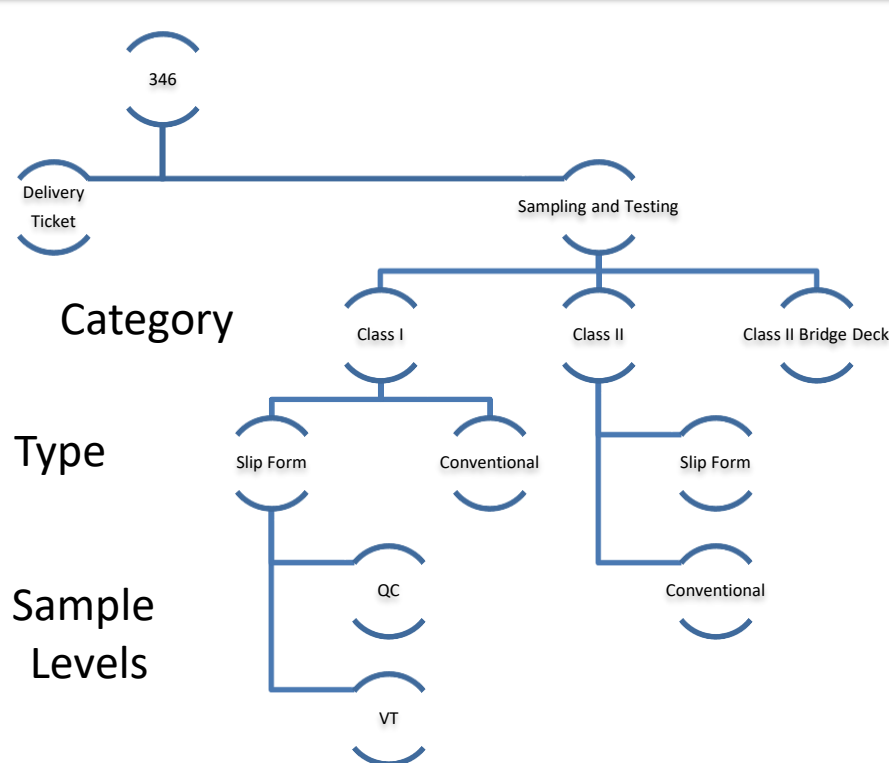 346
Delivery
Ticket
Sampling and Testing
Category
Class I
Class II
Class II Bridge Deck
Type
Slip Form
Conventional
Slip Form
Sample
Levels
QC
Conventional
VT